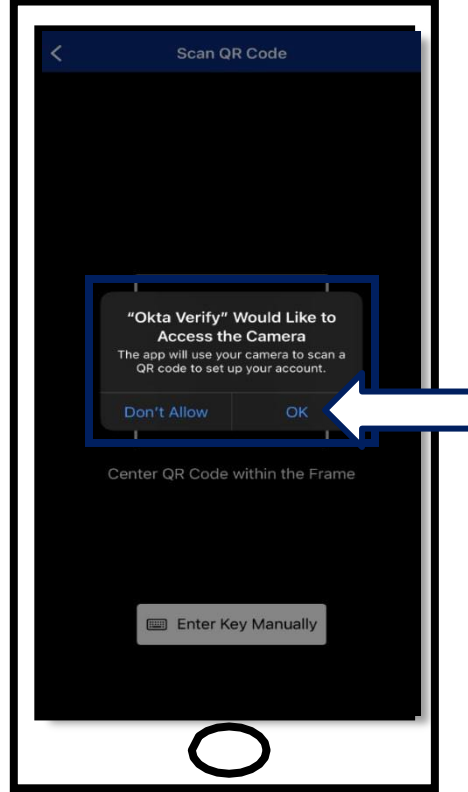 Scan QR Code
“Okta Verify” Would Like to
Access the Camera
The app will use your camera to scan a
QR code to set up your account.
Don’t Allow
OK
Center QR Code within the Frame
Enter Key Manually